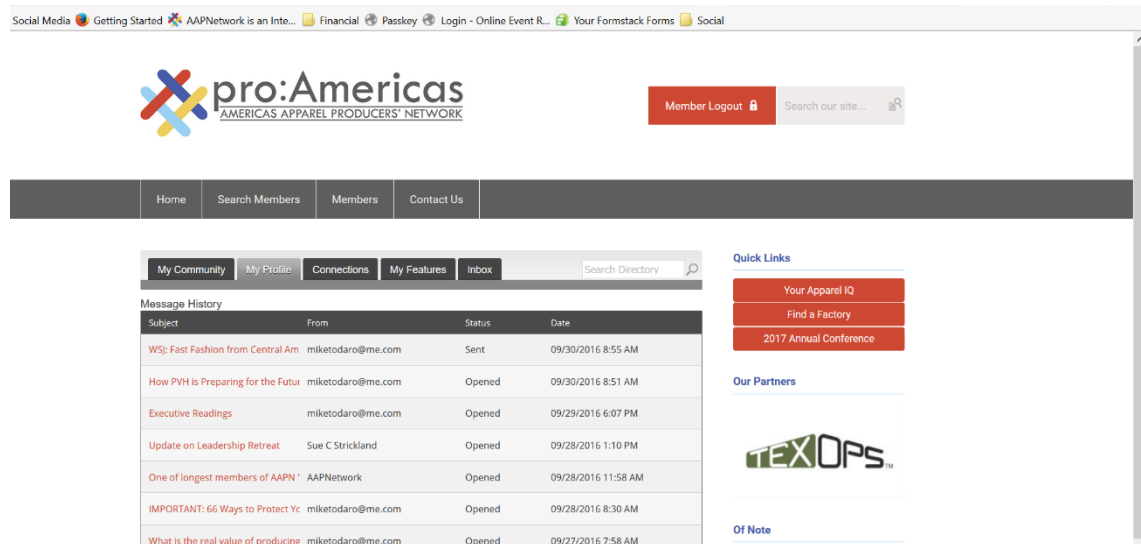 Social Media Getting Started AAPNetwork is an Inte... Financial Passkey Login - Online Event R... Your Formstack Forms Social
pro:Americas
AMERICAS APPAREL PRODUCERS' NETWORK
Member Logout Search our site...
Home Search Members Members Contact Us
My Community My Profile Connections My Features Inbox Search Directory
Message History
Subject From Status Date
WSJ: Fast Fashion from Central Am miketodaro@me.com Sent 09/30/2016 8:55 AM
How PVH is Preparing for the Futur miketodaro@me.com Opened 09/30/2016 8:51 AM
Executive Readings miketodaro@me.com Opened 09/29/2016 6:07 PM
Update on Leadership Retreat Sue C Strickland Opened 09/28/2016 1:10 PM
One of longest members of AAPN ' AAPNetwork Opened 09/28/2016 11:58 AM
IMPORTANT: 66 Ways to Protect Yc miketodaro@me.com Opened 09/28/2016 8:30 AM
What is the real value of producing miketodaro@me.com Opened 09/27/2016 7:58 AM
Quick Links
Your Apparel IQ
Find a Factory
2017 Annual Conference
Our Partners
TEXOPS™
Of Note